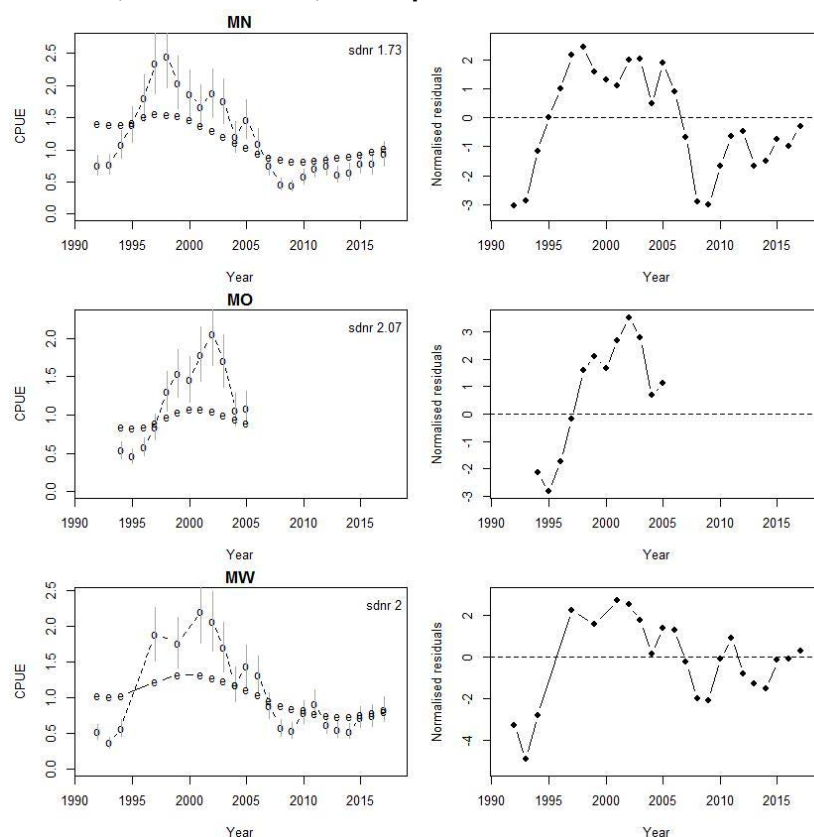 MN
sdnr 1.73
CPUE
0.0 0.5 1.0 1.5 2.0 2.5
1990 1995 2000 2005 2010 2015
Year
Normalised residuals
-3 -2 -1 0 1 2
1990 1995 2000 2005 2010 2015
Year
MO
sdnr 2.07
CPUE
0.0 0.5 1.0 1.5 2.0
1990 1995 2000 2005 2010 2015
Year
Normalised residuals
-3 -2 -1 0 1 2 3
1990 1995 2000 2005 2010 2015
Year
MW
sdnr 2
CPUE
0.0 0.5 1.0 1.5 2.0 2.5
1990 1995 2000 2005 2010 2015
Year
Normalised residuals
-4 -2 0 2
1990 1995 2000 2005 2010 2015
Year